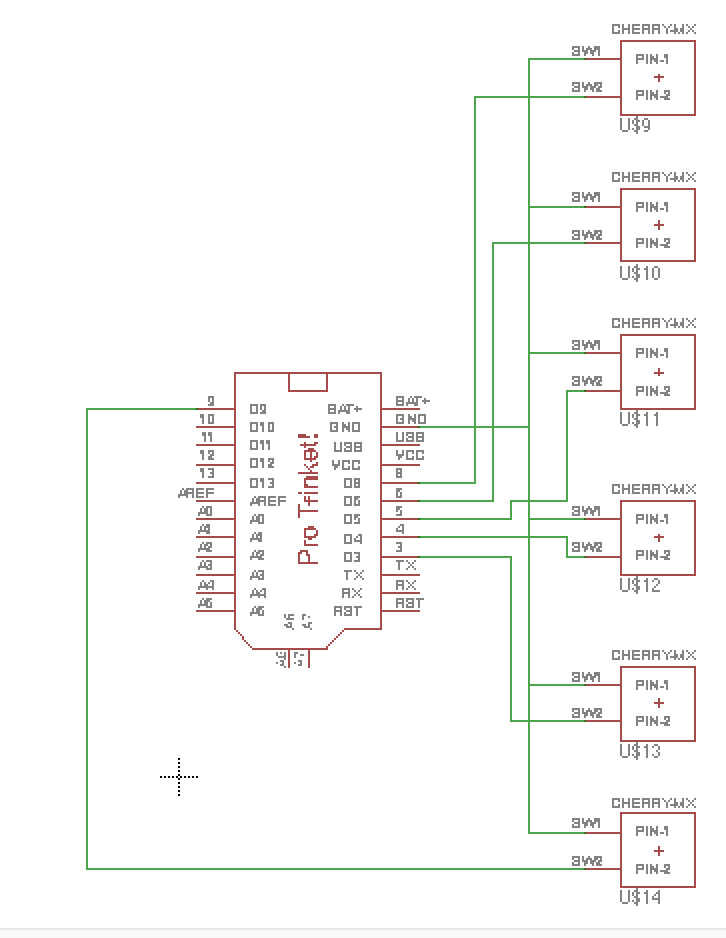 CHERRY-MX
SW1 PIN-1
+
SW2 PIN-2
U$9
CHERRY-MX
SW1 PIN-1
+
SW2 PIN-2
U$10
CHERRY-MX
SW1 PIN-1
+
SW2 PIN-2
U$11
CHERRY-MX
SW1 PIN-1
+
SW2 PIN-2
U$12
CHERRY-MX
SW1 PIN-1
+
SW2 PIN-2
U$13
CHERRY-MX
SW1 PIN-1
+
SW2 PIN-2
U$14
9 D9 BAT+ BAT+
10 D10 GND GND
11 D11 USB USB
12 D12 VCC VCC
13 D13 D8 8
AREF AREF D6 6
A0 A0 D5 5
A1 A1 D4 4
A2 A2 D3 3
A3 A3 TX TX
A4 A4 RX RX
A5 A5 RST RST
A6 A7
A6 A7
Pro Trinket!